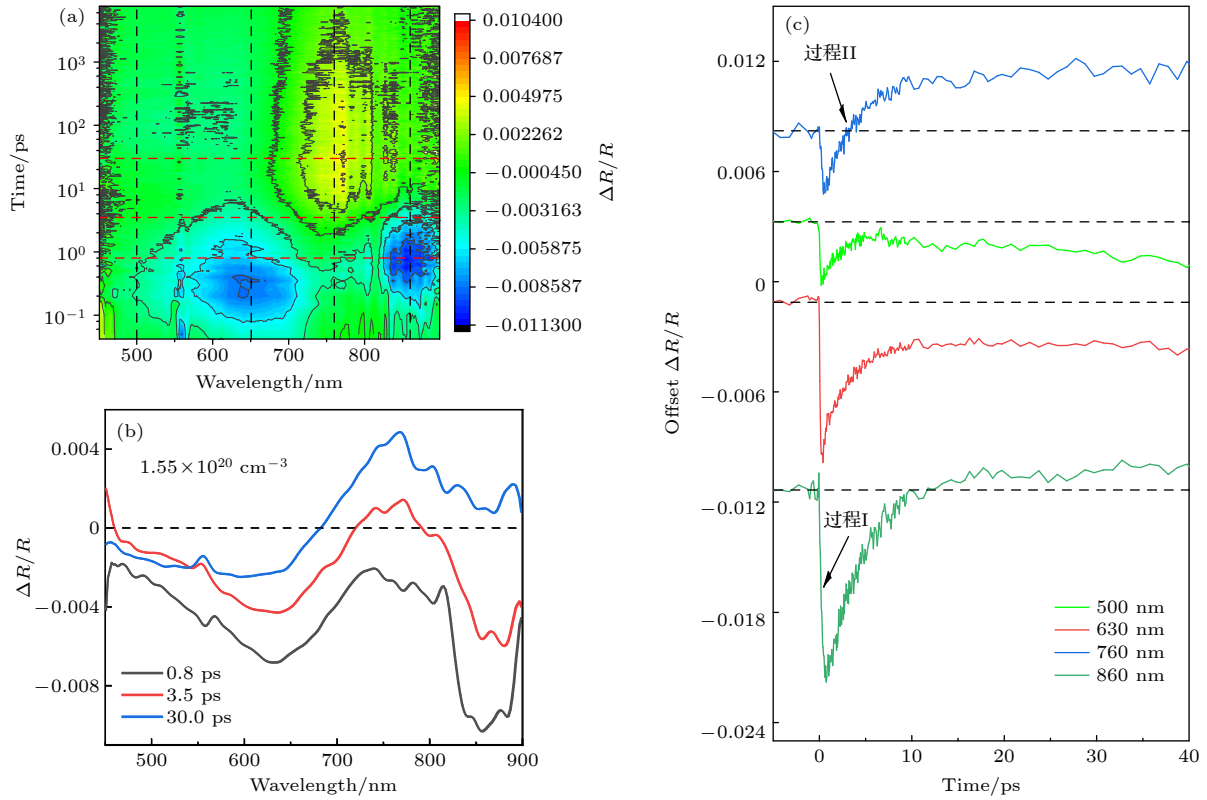 (a)
Time/ps
10³
10²
10¹
10⁰
10⁻¹
500
600
700
800
Wavelength/nm
0.010400
0.007687
0.004975
0.002262
−0.000450
−0.003163
−0.005875
−0.008587
−0.011300
ΔR/R
(b)
1.55×10²⁰ cm⁻³
ΔR/R
0.004
0
−0.004
−0.008
0.8 ps
3.5 ps
30.0 ps
500
600
700
800
900
Wavelength/nm
(c)
过程II
过程I
Offset ΔR/R
0.012
0.006
0
−0.006
−0.012
−0.018
−0.024
500 nm
630 nm
760 nm
860 nm
0
10
20
30
40
Time/ps